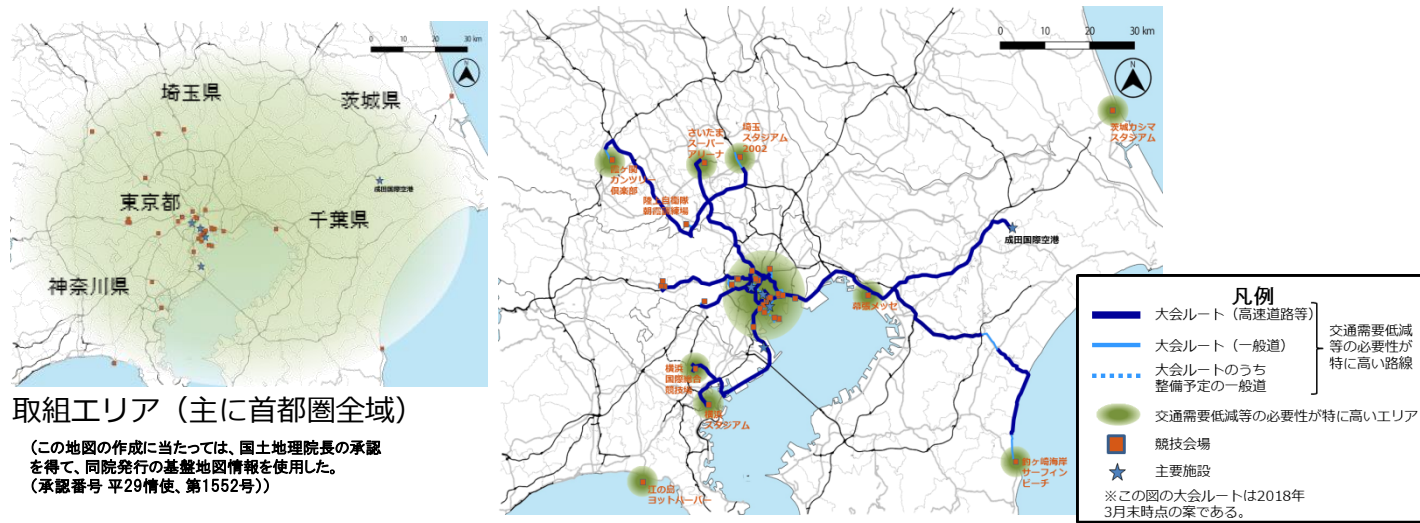 0 10 20 30 km
N
埼玉県
茨城県
成田国際空港
東京都
千葉県
神奈川県
取組エリア（主に首都圏全域）
(この地図の作成に当たっては、国土地理院長の承認
を得て、同院発行の基盤地図情報を使用した。
（承認番号 平29情使、第1552号）)
0 10 20 30 km
N
茨城カシマ
スタジアム
さいたま
スーパー
アリーナ
埼玉
スタジアム
2002
霞ヶ関
カンツリー
倶楽部
陸上自衛隊
朝霞訓練場
成田国際空港
幕張メッセ
横浜
国際総合
競技場
横浜
スタジアム
江の島
ヨットハーバー
釣ヶ崎海岸
サーフィン
ビーチ
凡例
大会ルート（高速道路等）
大会ルート（一般道）
大会ルートのうち
整備予定の一般道
交通需要低減
等の必要性が
特に高い路線
交通需要低減等の必要性が特に高いエリア
競技会場
主要施設
※この図の大会ルートは2018年
3月末時点の案である。